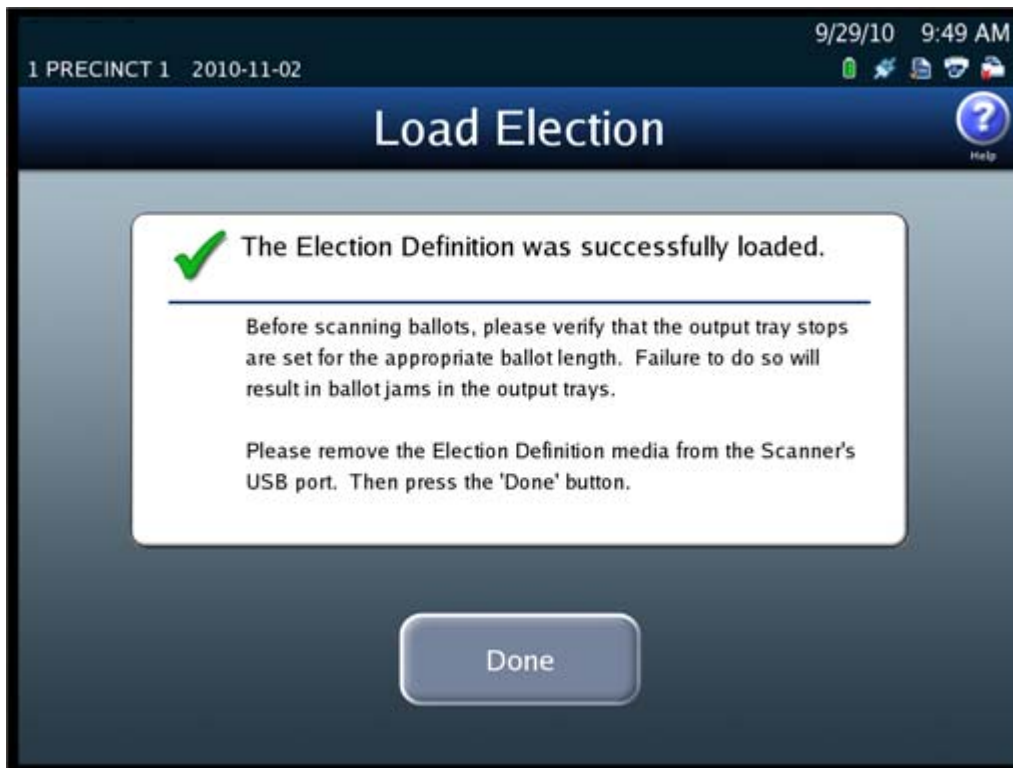 9/29/10 9:49 AM
1 PRECINCT 1 2010-11-02
Load Election
Help
The Election Definition was successfully loaded.
Before scanning ballots, please verify that the output tray stops
are set for the appropriate ballot length. Failure to do so will
result in ballot jams in the output trays.
Please remove the Election Definition media from the Scanner's
USB port. Then press the 'Done' button.
Done